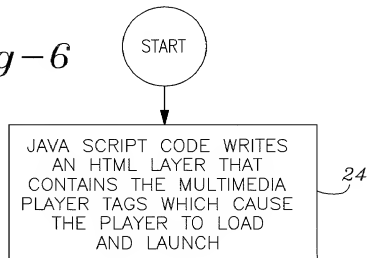 g-6
START
JAVA SCRIPT CODE WRITES
AN HTML LAYER THAT
CONTAINS THE MULTIMEDIA
PLAYER TAGS WHICH CAUSE
THE PLAYER TO LOAD
AND LAUNCH
24